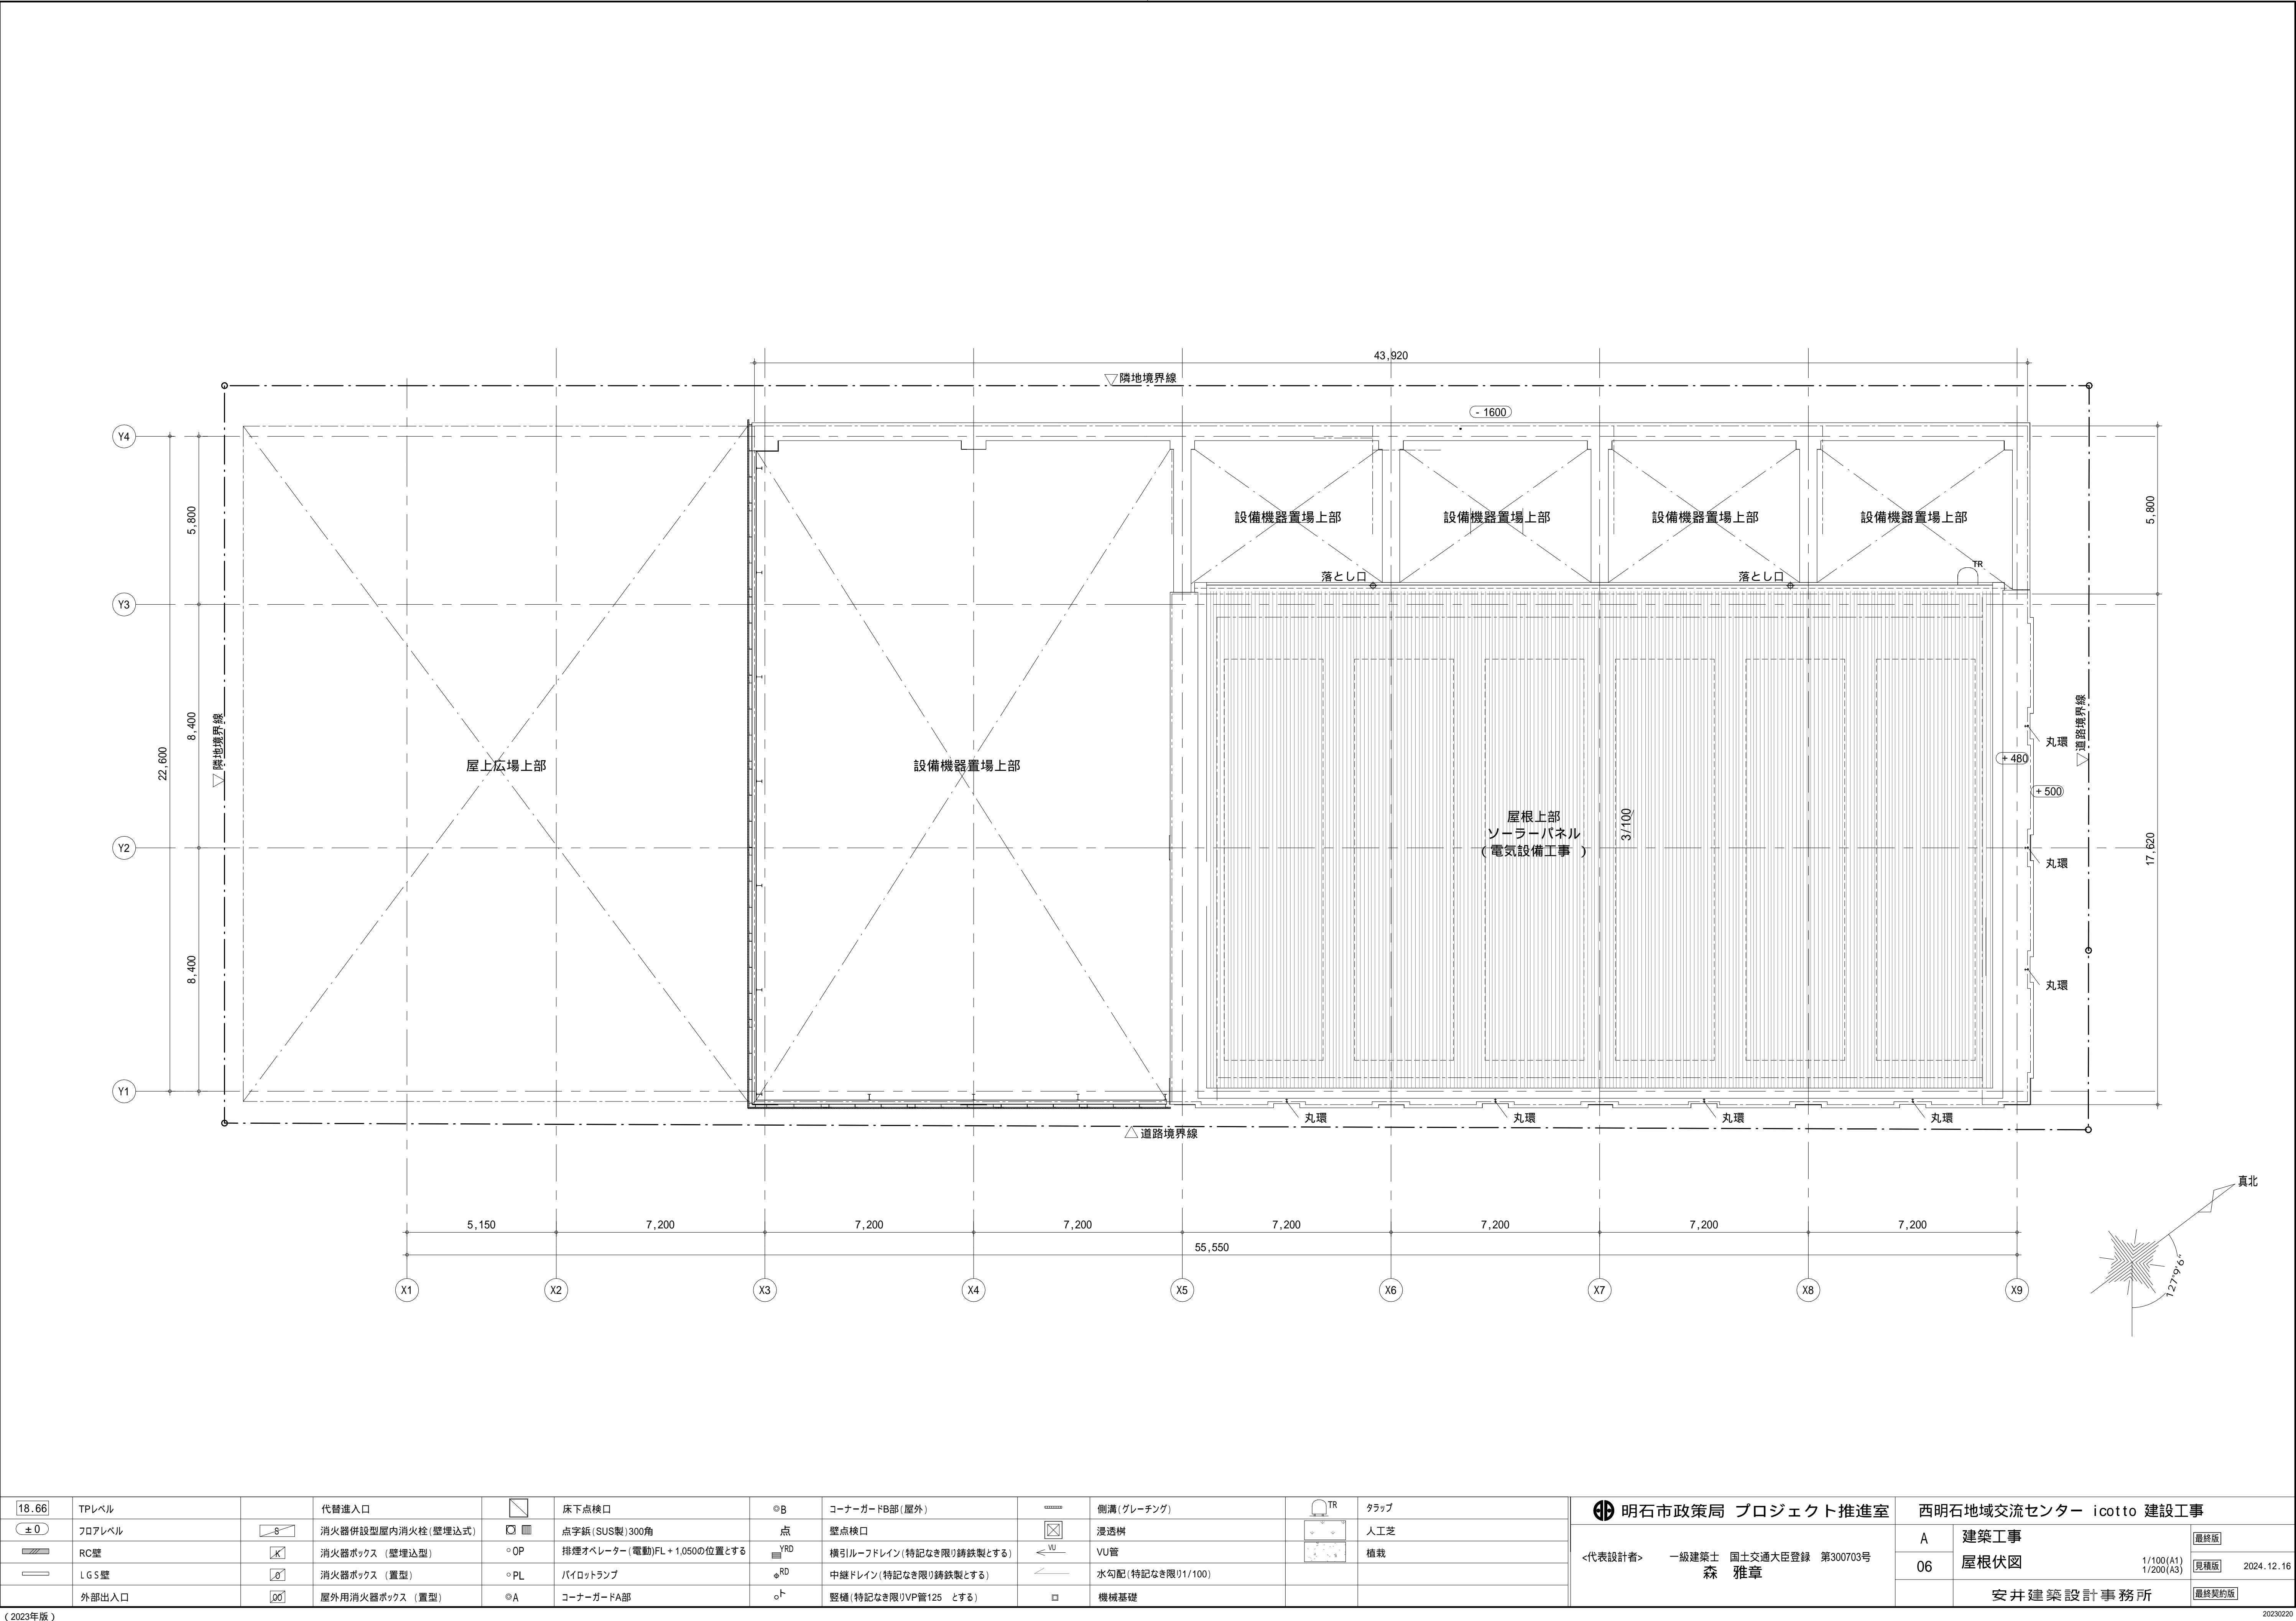 43,920
隣地境界線
- 1600
Y4
Y3
Y2
Y1
5,800
8,400
8,400
22,600
隣地境界線
屋上広場上部
設備機器置場上部
設備機器置場上部
設備機器置場上部
設備機器置場上部
設備機器置場上部
落とし口
落とし口
TR
屋根上部
ソーラーパネル
(電気設備工事 )
3/100
丸環
丸環
丸環
+ 480
+ 500
道路境界線
5,800
17,620
丸環
丸環
丸環
丸環
道路境界線
5,150
7,200
7,200
7,200
7,200
7,200
7,200
7,200
55,550
X1
X2
X3
X4
X5
X6
X7
X8
X9
真北
127°9'6"
18.66 TPレベル 代替進入口 床下点検口 ◎B コーナーガードB部(屋外) 側溝(グレーチング) TR タラップ
±0 フロアレベル S 消火器併設型屋内消火栓(壁埋込式) 点字鋲(SUS製)300角 点 壁点検口 浸透桝 人工芝
RC壁 K 消火器ボックス (壁埋込型) ○OP 排煙オペレーター(電動)FL+1,050の位置とする YRD 横引ルーフドレイン(特記なき限り鋳鉄製とする) VU VU管 植栽
LGS壁 O 消火器ボックス (置型) ○PL パイロットランプ RD 中継ドレイン(特記なき限り鋳鉄製とする) 水勾配(特記なき限り1/100)
外部出入口 OO 屋外用消火器ボックス (置型) ◎A コーナーガードA部 ト 竪樋(特記なき限りVP管125 とする) 機械基礎
明石市政策局 プロジェクト推進室
西明石地域交流センター icotto 建設工事
<代表設計者> 一級建築士 国土交通大臣登録 第300703号
森 雅章
A 建築工事
06 屋根伏図
1/100(A1)
1/200(A3)
最終版
見積版 2024.12.16
最終契約版
安井建築設計事務所
(2023年版)
20230220